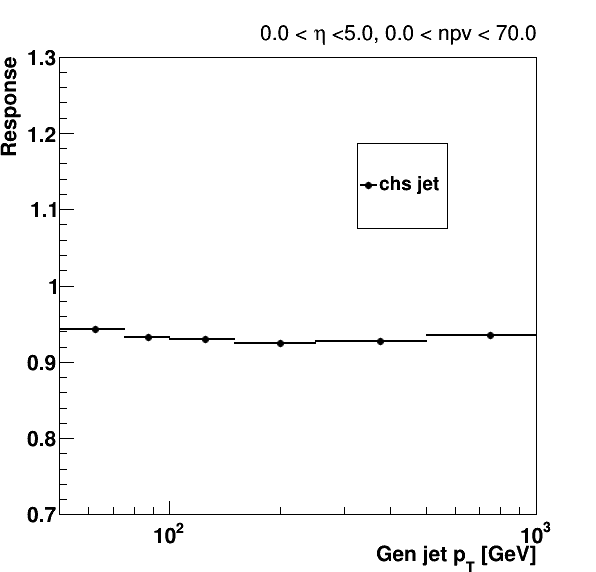 0.0 < η <5.0, 0.0 < npv < 70.0
Response
1.3
1.2
1.1
1
0.9
0.8
0.7
chs jet
10²
10³
Gen jet p_T [GeV]